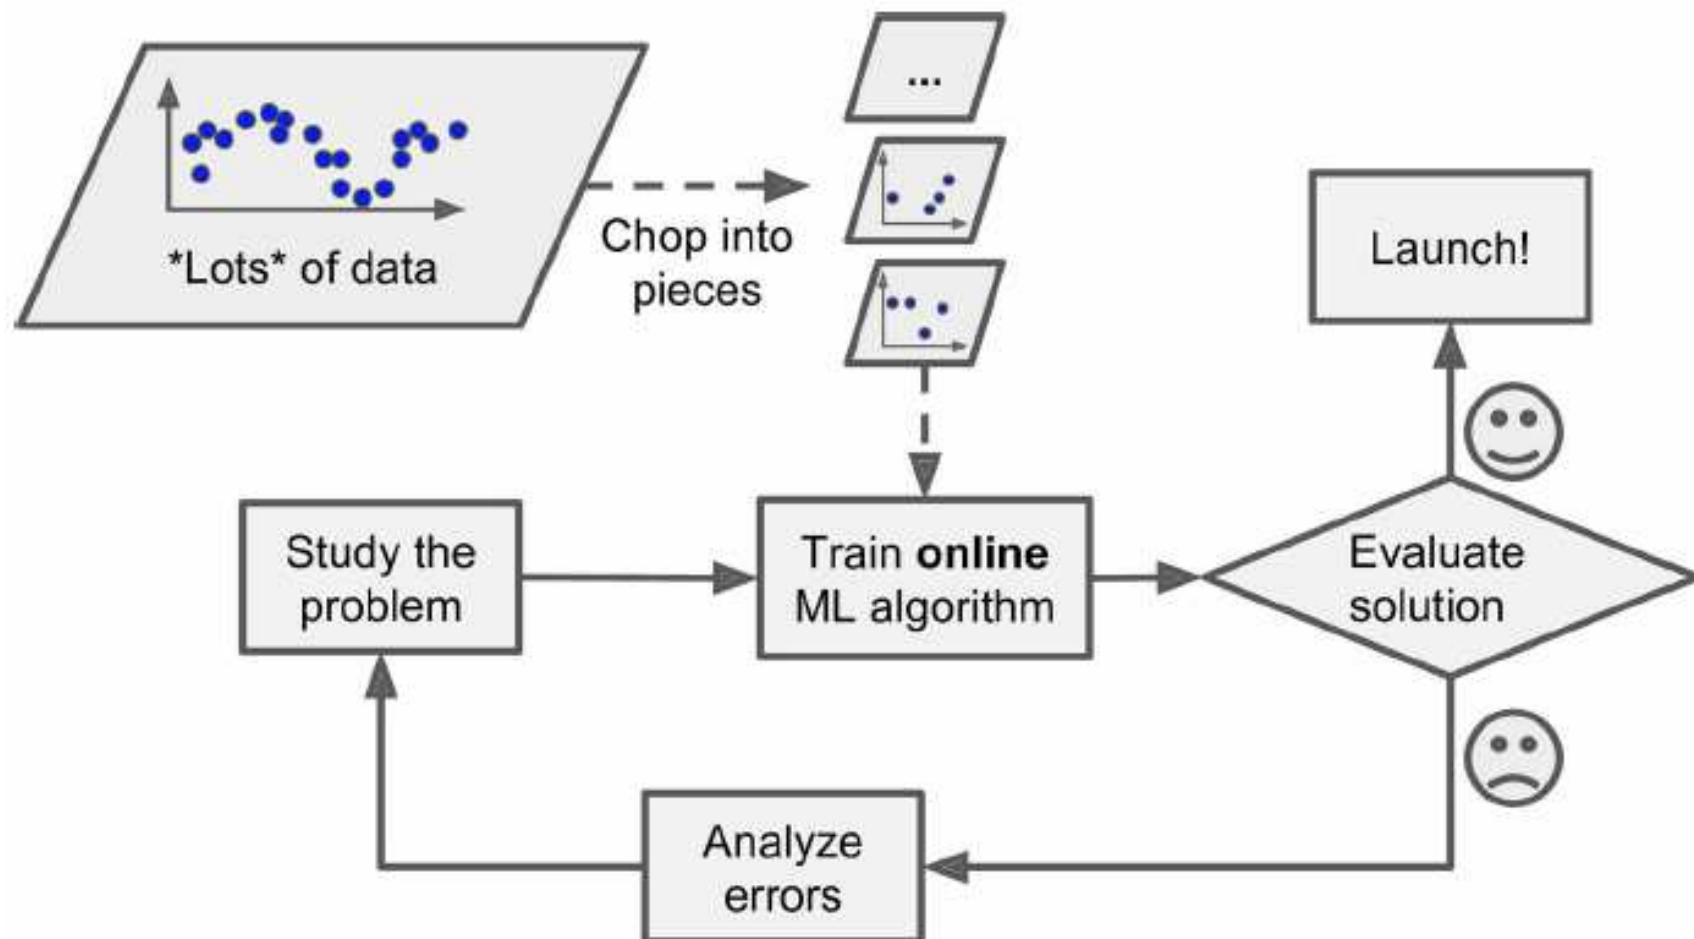 ...
*Lots* of data
Chop into
pieces
Launch!
Study the
problem
Train online
ML algorithm
Evaluate
solution
Analyze
errors